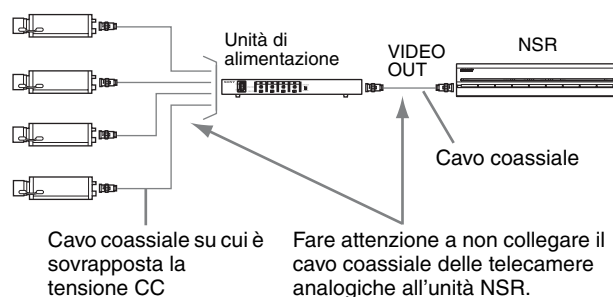 Unità di
alimentazione
VIDEO
OUT
NSR
Cavo coassiale
Cavo coassiale su cui è
sovrapposta la
tensione CC
Fare attenzione a non collegare il
cavo coassiale delle telecamere
analogiche all'unità NSR.